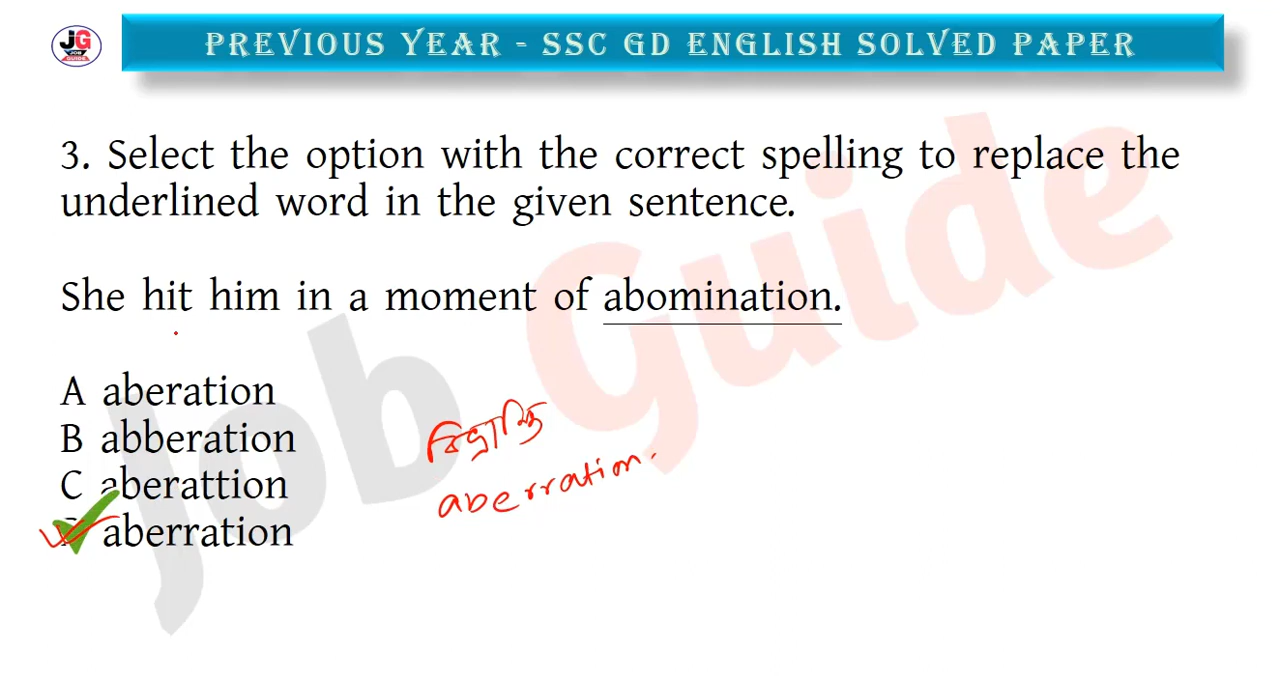 JG
JOB
GUIDE
PREVIOUS YEAR - SSC GD ENGLISH SOLVED PAPER
3. Select the option with the correct spelling to replace the
underlined word in the given sentence.
She hit him in a moment of abomination.
A aberation
B abberation
C aberattion
aberration
বিভ্রান্তি
aberration.
Job Guide